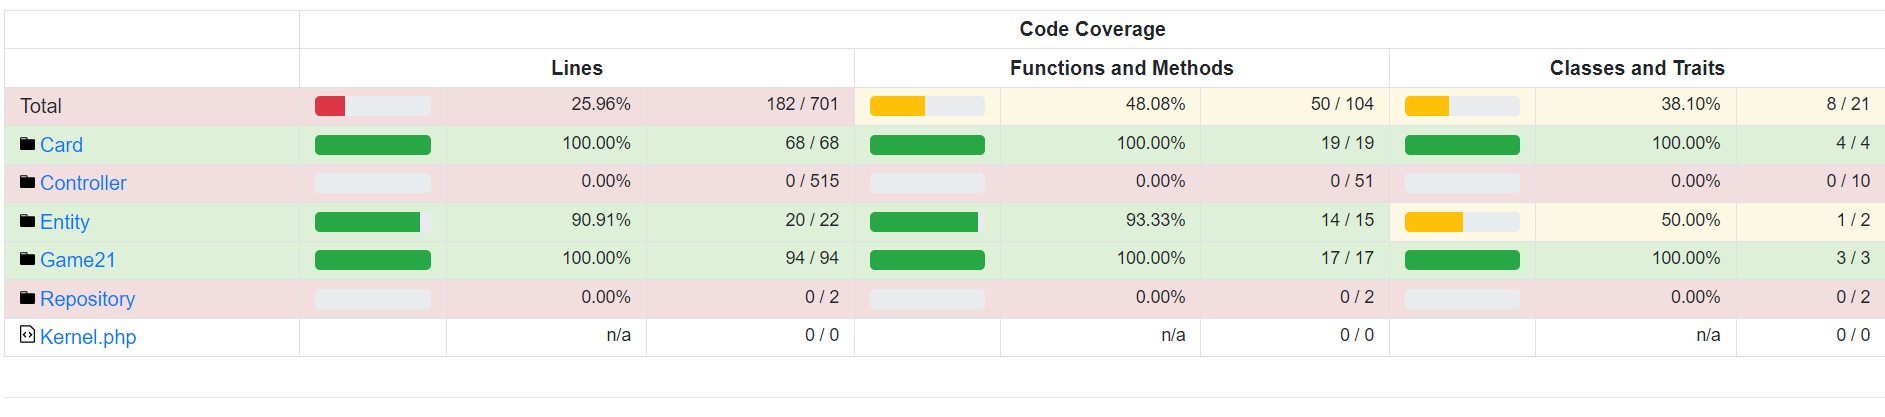 Code Coverage
Lines Functions and Methods Classes and Traits
Total 25.96% 182 / 701 48.08% 50 / 104 38.10% 8 / 21
Card 100.00% 68 / 68 100.00% 19 / 19 100.00% 4 / 4
Controller 0.00% 0 / 515 0.00% 0 / 51 0.00% 0 / 10
Entity 90.91% 20 / 22 93.33% 14 / 15 50.00% 1 / 2
Game21 100.00% 94 / 94 100.00% 17 / 17 100.00% 3 / 3
Repository 0.00% 0 / 2 0.00% 0 / 2 0.00% 0 / 2
Kernel.php n/a 0 / 0 n/a 0 / 0 n/a 0 / 0